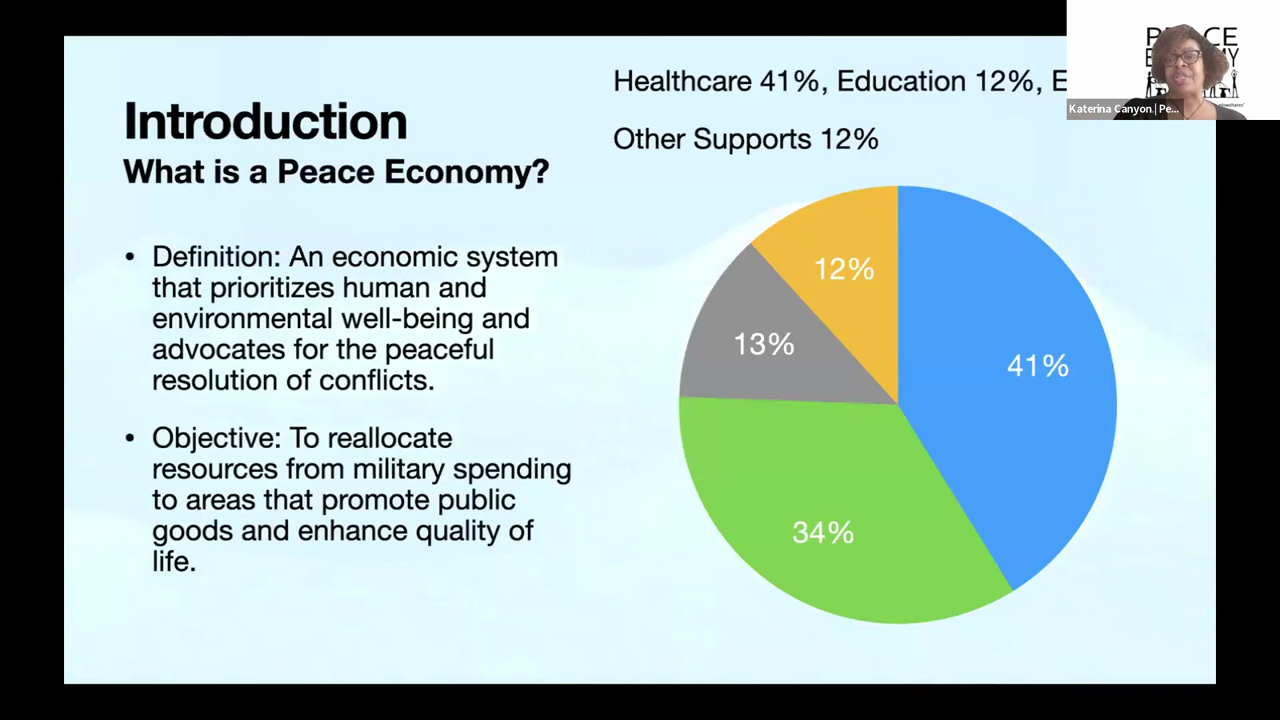 Introduction
What is a Peace Economy?
• Definition: An economic system
that prioritizes human and
environmental well-being and
advocates for the peaceful
resolution of conflicts.
• Objective: To reallocate
resources from military spending
to areas that promote public
goods and enhance quality of
life.
Healthcare 41%, Education 12%, E
Other Supports 12%
12%
13%
41%
34%
Katerina Canyon | Pe...